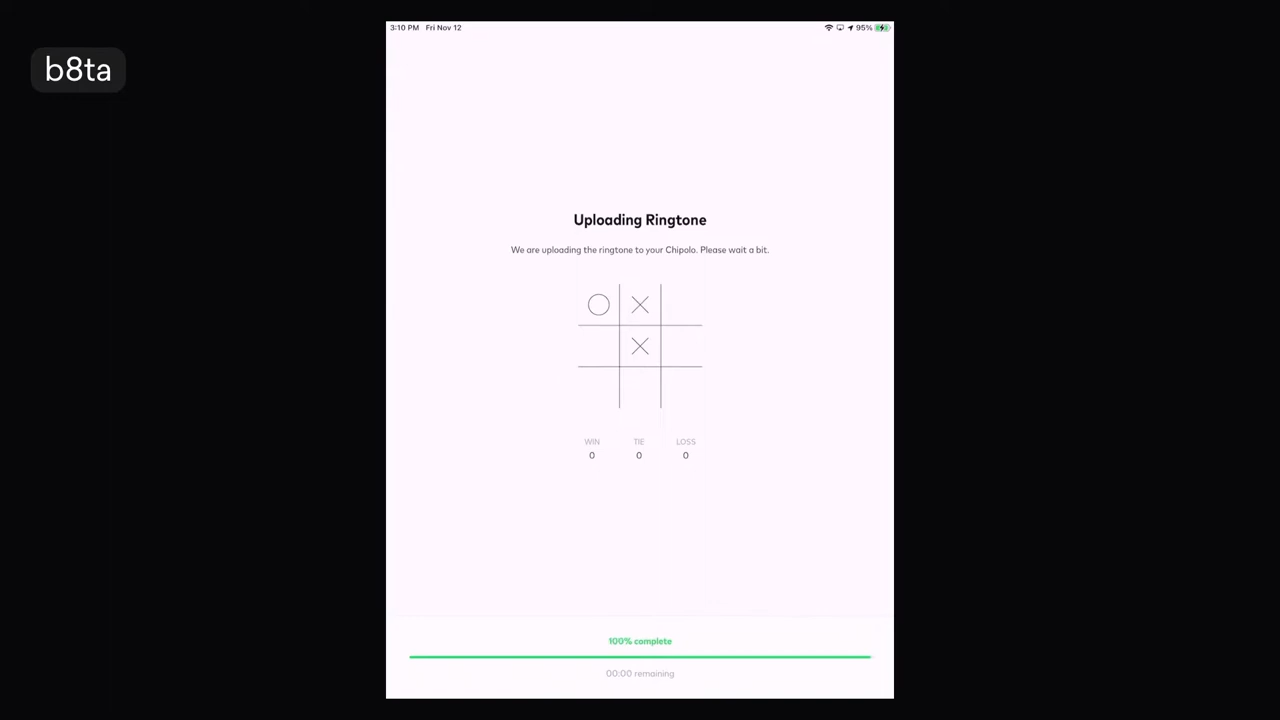 3:10 PM Fri Nov 12
95%
b8ta
Uploading Ringtone
We are uploading the ringtone to your Chipolo. Please wait a bit.
WIN TIE LOSS
0 0 0
100% complete
00:00 remaining